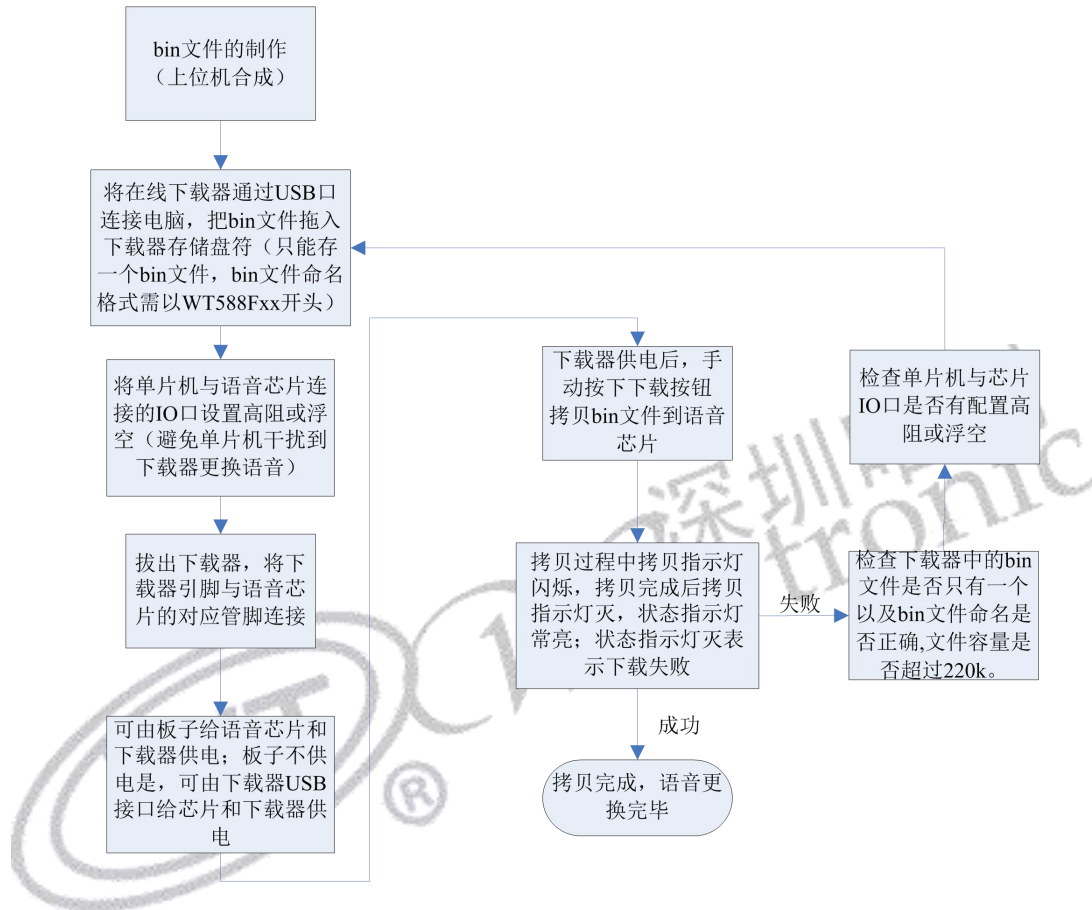 bin文件的制作
（上位机合成）
将在线下载器通过USB口
连接电脑，把bin文件拖入
下载器存储盘符（只能存
一个bin文件，bin文件命名
格式需以WT588Fxx开头）
将单片机与语音芯片连
接的IO口设置高阻或浮
空（避免单片机干扰到
下载器更换语音）
拔出下载器，将下
载器引脚与语音芯
片的对应管脚连接
可由板子给语音芯片和
下载器供电；板子不供
电是，可由下载器USB
接口给芯片和下载器供
电
下载器供电后，手
动按下下载按钮
拷贝bin文件到语音
芯片
拷贝过程中拷贝指示灯
闪烁，拷贝完成后拷贝
指示灯灭，状态指示灯
常亮；状态指示灯灭表
示下载失败
失败
检查下载器中的bin
文件是否只有一个
以及bin文件命名是
否正确,文件容量是
否超过220k。
检查单片机与芯片
IO口是否有配置高
阻或浮空
成功
拷贝完成，语音更
换完毕
深圳
tronic
®